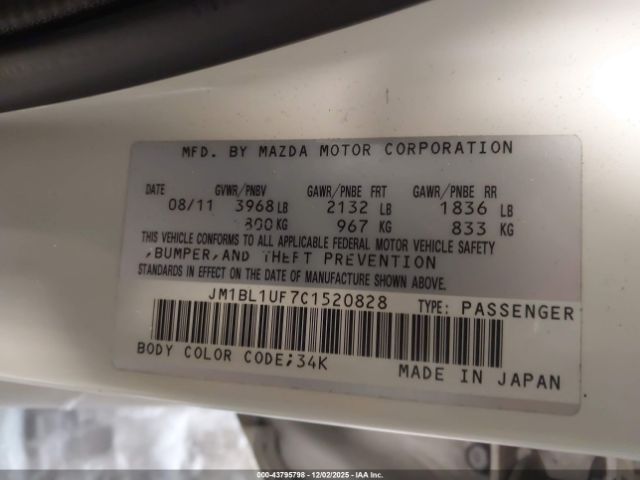 MFD. BY MAZDA MOTOR CORPORATION
DATE GVWR/PNBV GAWR/PNBE FRT GAWR/PNBE RR
08/11 3968 LB 2132 LB 1836 LB
KG 967 KG 833 KG
THIS VEHICLE CONFORMS TO ALL APPLICABLE FEDERAL MOTOR VEHICLE SAFETY
,BUMPER,AND THEFT PREVENTION
STANDARDS IN EFFECT ON THE DATE OF MANUFACTURE SHOWN ABOVE.
JM1BL1UF7C1520828 TYPE: PASSENGER
BODY COLOR CODE;34K MADE IN JAPAN
000-43795798 - 12/02/2025 - IAA, Inc.